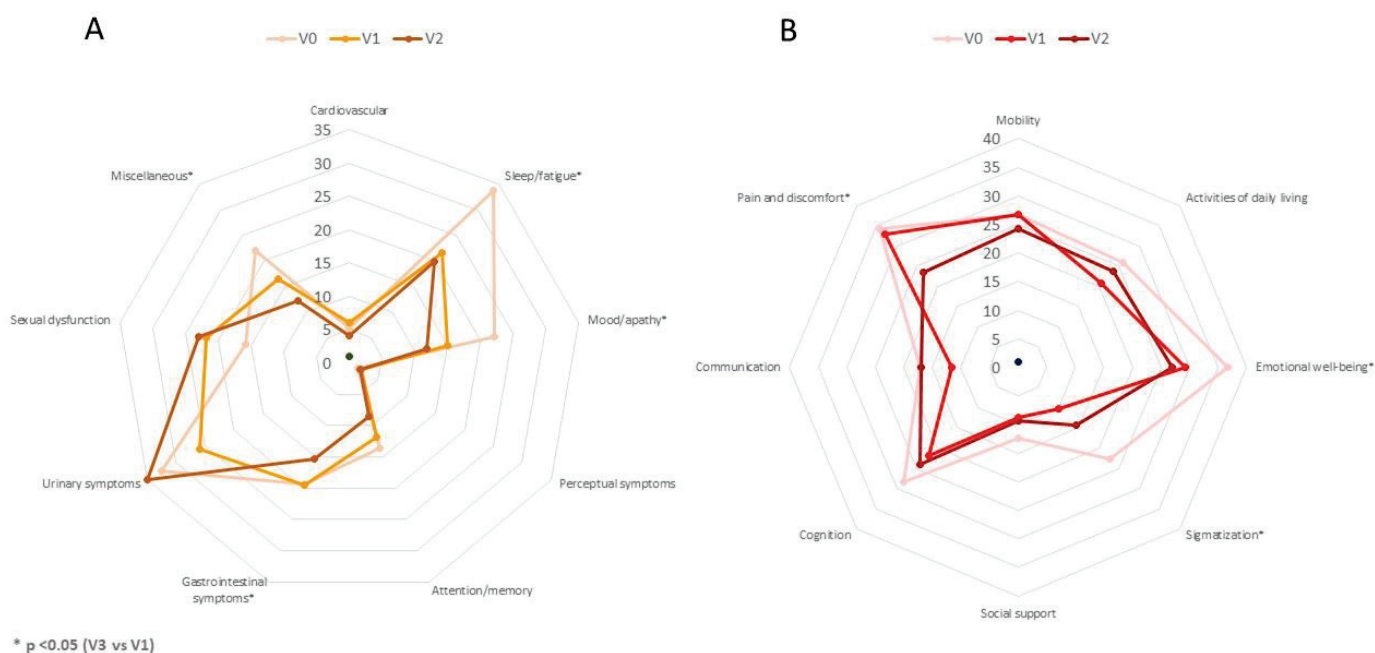 A
V0 V1 V2
Cardiovascular
35
30
25
20
15
10
5
0
Sleep/fatigue*
Mood/apathy*
Perceptual symptoms
Attention/memory
Gastrointestinal
symptoms*
Urinary symptoms
Sexual dysfunction
Miscellaneous*
B
V0 V1 V2
Mobility
40
35
30
25
20
15
10
5
0
Activities of daily living
Emotional well-being*
Sigmatization*
Social support
Cognition
Communication
Pain and discomfort*
* p <0.05 (V3 vs V1)